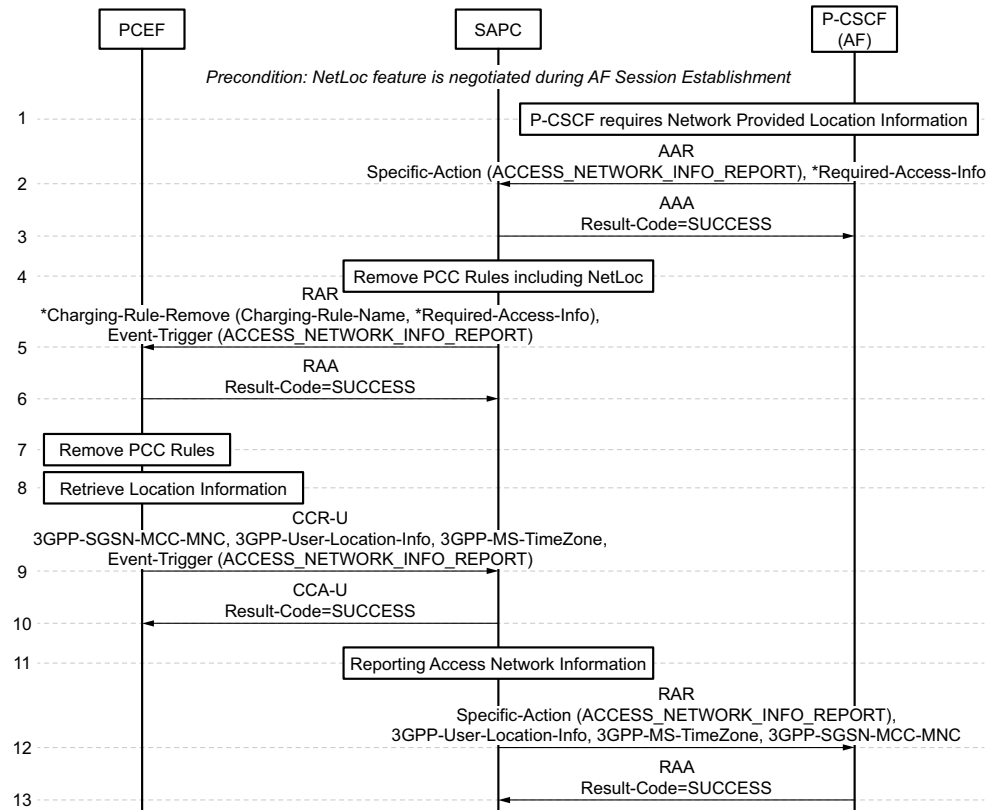 PCEF
SAPC
P-CSCF
(AF)
Precondition: NetLoc feature is negotiated during AF Session Establishment
1
P-CSCF requires Network Provided Location Information
AAR
Specific-Action (ACCESS_NETWORK_INFO_REPORT), *Required-Access-Info
2
AAA
Result-Code=SUCCESS
3
4
Remove PCC Rules including NetLoc
RAR
*Charging-Rule-Remove (Charging-Rule-Name, *Required-Access-Info),
Event-Trigger (ACCESS_NETWORK_INFO_REPORT)
5
RAA
Result-Code=SUCCESS
6
7
Remove PCC Rules
8
Retrieve Location Information
CCR-U
3GPP-SGSN-MCC-MNC, 3GPP-User-Location-Info, 3GPP-MS-TimeZone,
Event-Trigger (ACCESS_NETWORK_INFO_REPORT)
9
CCA-U
Result-Code=SUCCESS
10
11
Reporting Access Network Information
RAR
Specific-Action (ACCESS_NETWORK_INFO_REPORT),
3GPP-User-Location-Info, 3GPP-MS-TimeZone, 3GPP-SGSN-MCC-MNC
12
RAA
Result-Code=SUCCESS
13